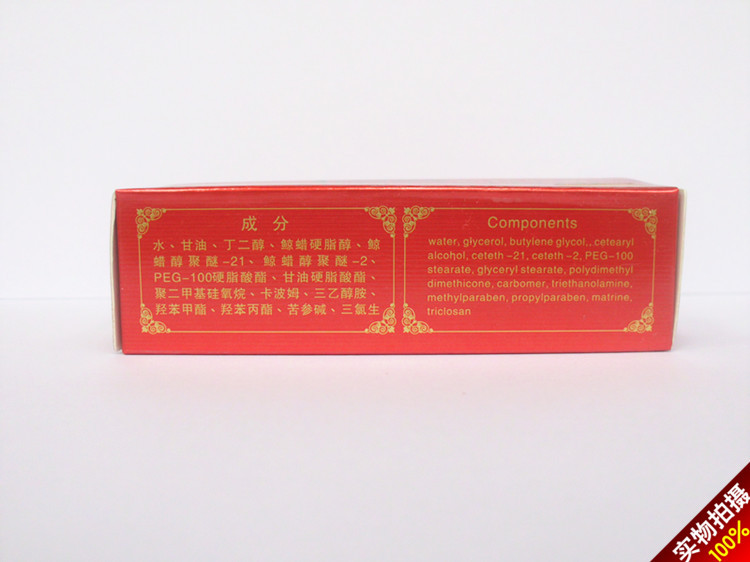 成分
水、甘油、丁二醇、鲸蜡硬脂醇、鲸
蜡醇聚醚-21、鲸蜡醇聚醚-2、
PEG-100硬脂酸酯、甘油硬脂酸酯、
聚二甲基硅氧烷、卡波姆、三乙醇胺、
羟苯甲酯、羟苯丙酯、苦参碱、三氯生
Components
water, glycerol, butylene glycol,. cetearyl
alcohol, ceteth -21, ceteth -2, PEG-100
stearate, glyceryl stearate, polydimethyl
dimethicone, carbomer, triethanolamine,
methylparaben, propylparaben, matrine,
triclosan
实物拍摄
100%